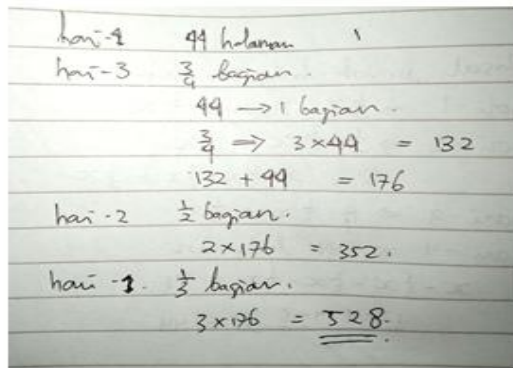 hari-4 44 halaman
hari-3 3/4 bagian.
44 → 1 bagian.
3/4 ⇒ 3×44 = 132
132 + 44 = 176
hari-2 1/2 bagian.
2×176 = 352.
hari-1. 1/3 bagian.
3×176 = 528.